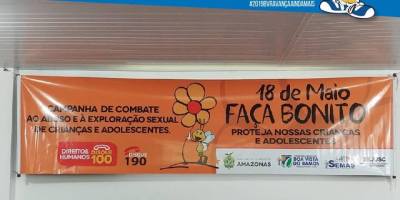 #2019BVRAVANÇAAINDAMAIS
CAMPANHA DE COMBATE
AO ABUSO E À EXPLORAÇÃO SEXUAL
DE CRIANÇAS E ADOLESCENTES.
DIREITOS
HUMANOS
DISQUE
100
DISQUE
190
18 de Maio
FAÇA BONITO
PROTEJA NOSSAS CRIANÇAS
E ADOLESCENTES
AMAZONAS
BOA VISTA DO RAMOS
SEMAS